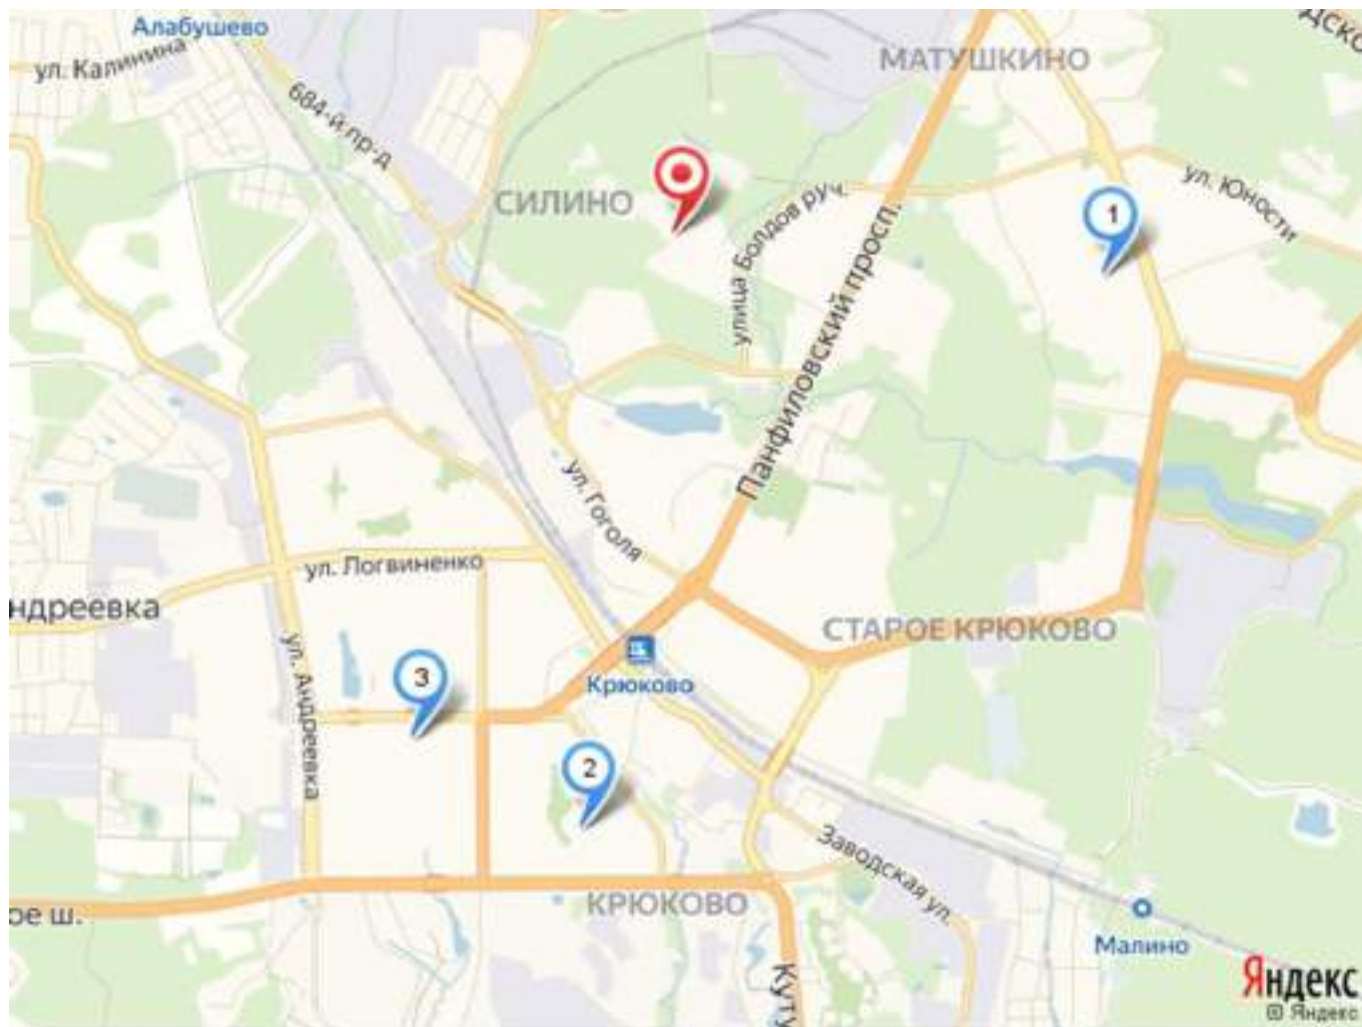 Алабушево
ДСКО
МАТУШКИНО
ул. Калинина
684-й пр-д
ул. Юности
СИЛИНО
1
улица Болдов руч.
Панфиловский просп.
ул. Гоголя
ул. Логвиненко
ндреевка
СТАРОЕ КРЮКОВО
ул. Андреевка
3
Крюково
2
Заводская ул.
КРЮКОВО
ое ш.
Малино
Куту
Яндекс
© Яндекс